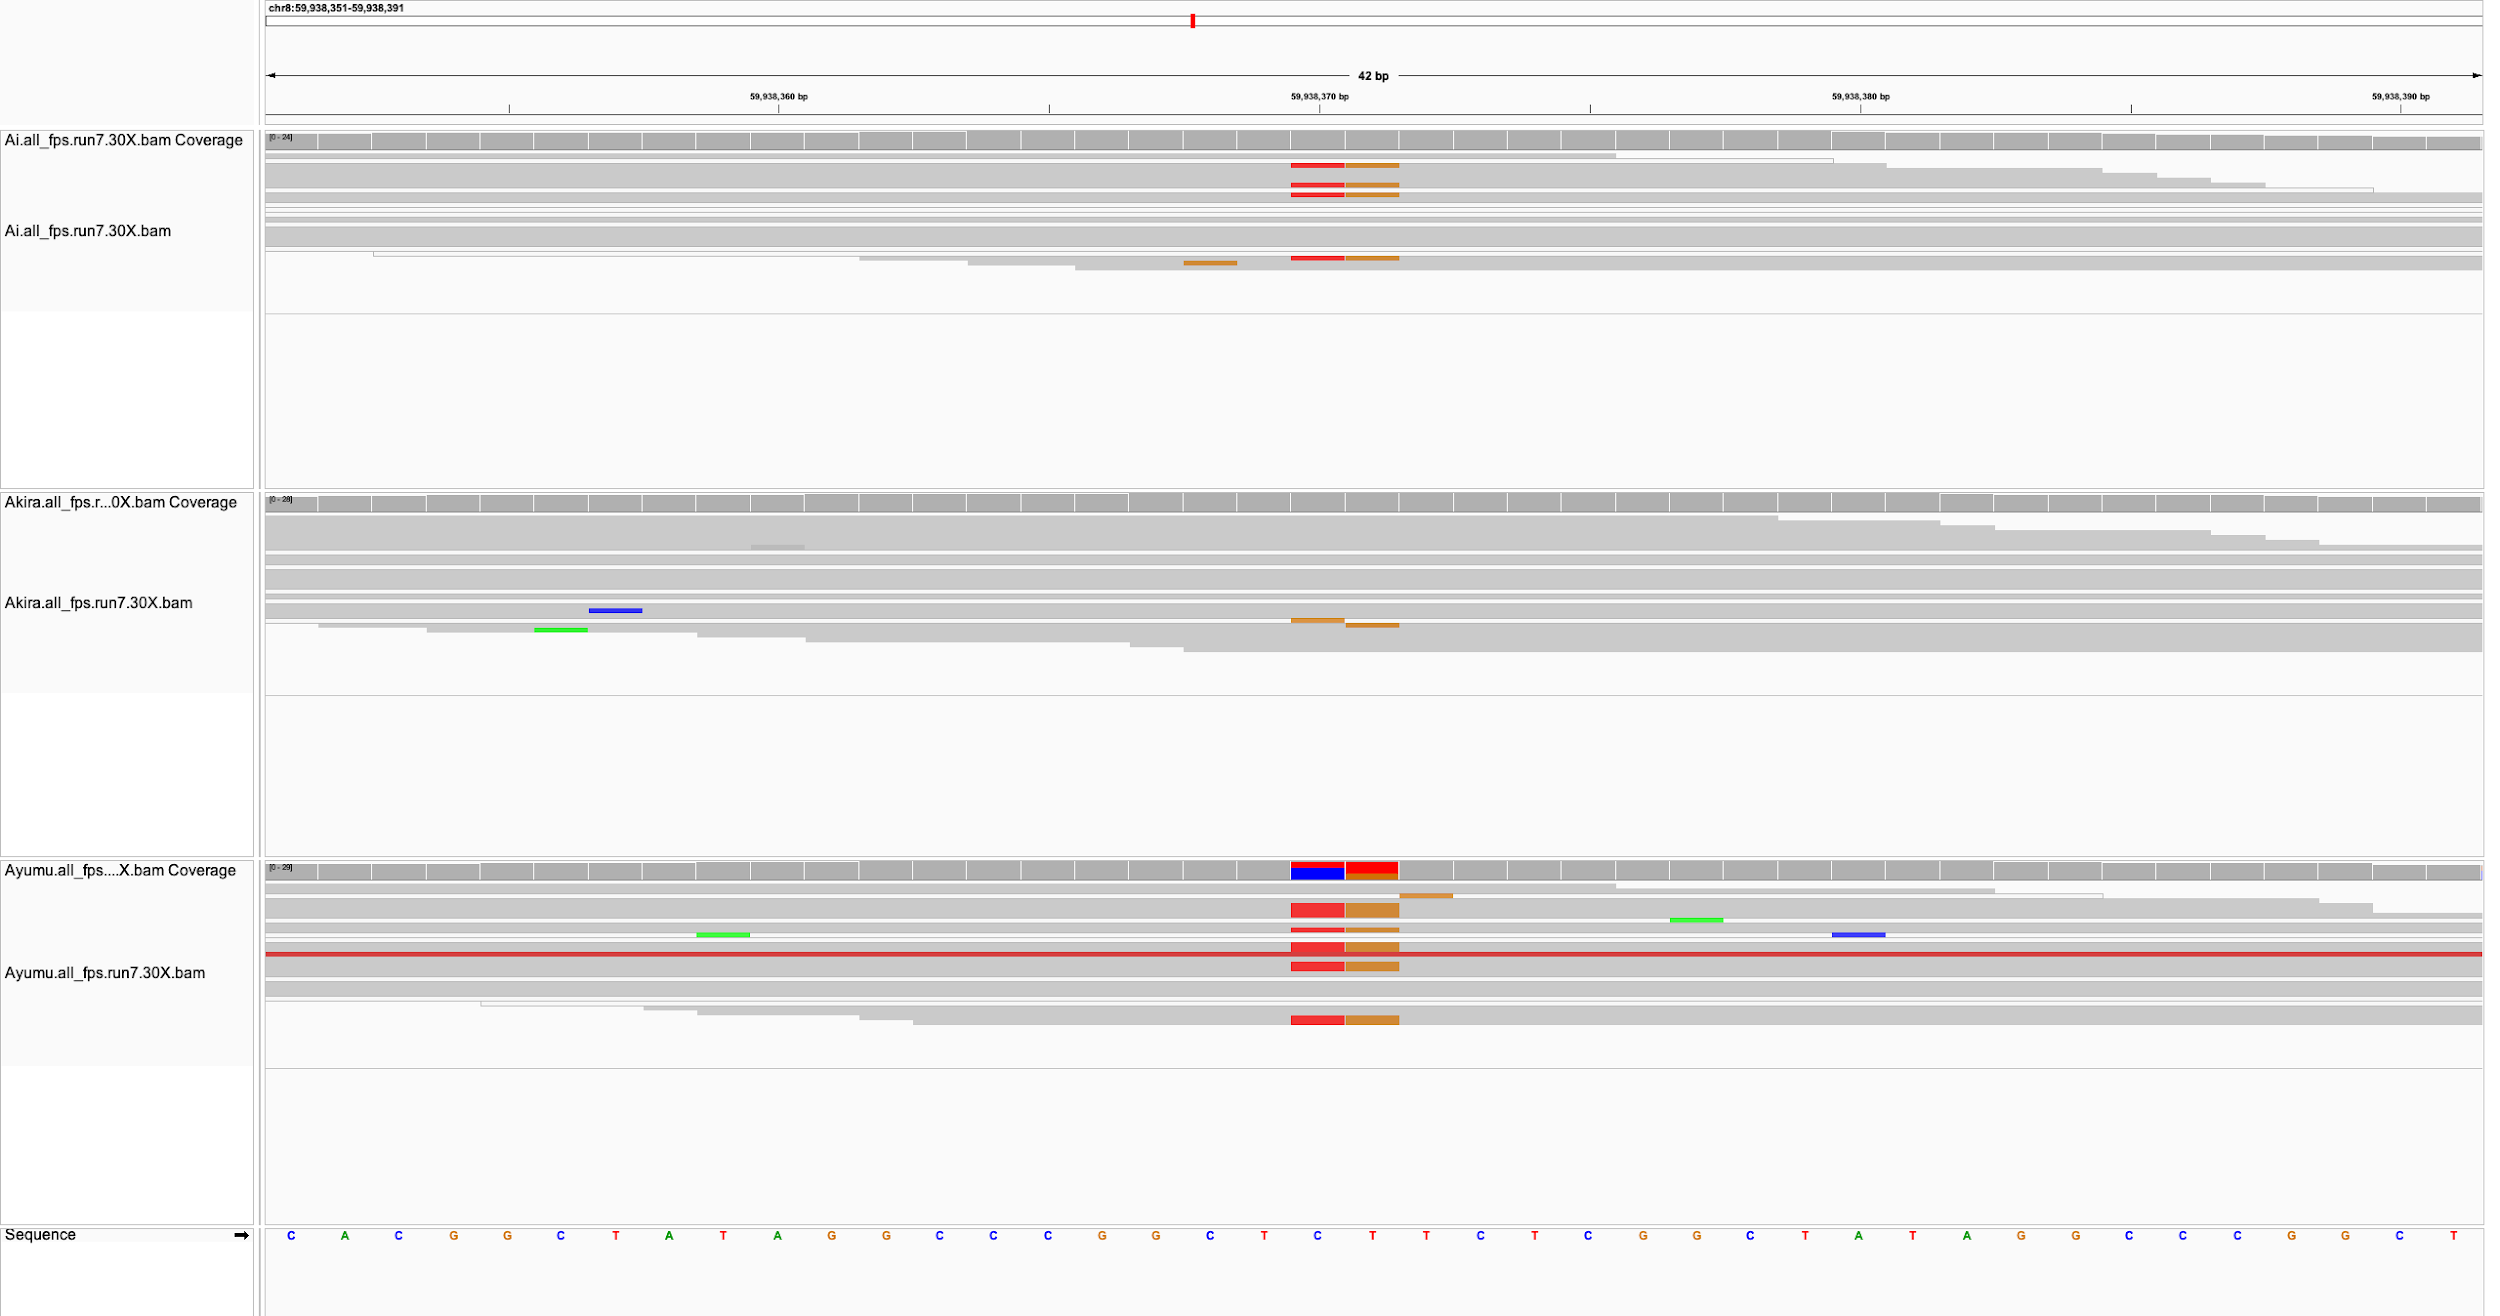 chr8:59,938,351-59,938,391
42 bp
59,938,360 bp 59,938,370 bp 59,938,380 bp 59,938,390 bp
Ai.all_fps.run7.30X.bam Coverage
[0 - 24]
Ai.all_fps.run7.30X.bam
Akira.all_fps.r...0X.bam Coverage
[0 - 28]
Akira.all_fps.run7.30X.bam
Ayumu.all_fps....X.bam Coverage
[0 - 29]
Ayumu.all_fps.run7.30X.bam
Sequence C A C G G C T A T A G G C C C G G C T C T T C T C G G C T A T A G G C C C G G C T